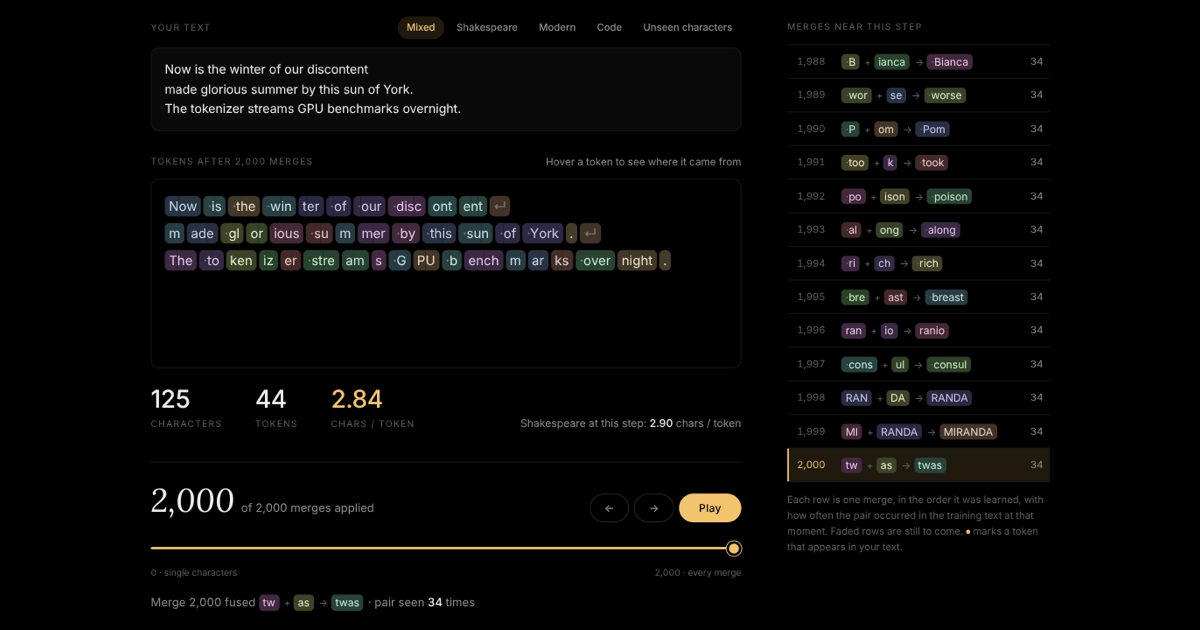 YOUR TEXT
Mixed Shakespeare Modern Code Unseen characters
Now is the winter of our discontent
made glorious summer by this sun of York.
The tokenizer streams GPU benchmarks overnight.
TOKENS AFTER 2,000 MERGES
Hover a token to see where it came from
Now ·is ·the ·win ter ·of ·our ·disc ont ent ↵
m ade ·gl or ious ·su m mer ·by ·this ·sun ·of ·York . ↵
The ·to ken iz er ·stre am s ·G PU ·b ench m ar ks ·over night .
125 44 2.84
CHARACTERS TOKENS CHARS / TOKEN
Shakespeare at this step: 2.90 chars / token
2,000 of 2,000 merges applied
← → Play
0 · single characters
2,000 · every merge
Merge 2,000 fused tw + as → twas · pair seen 34 times
MERGES NEAR THIS STEP
1,988 ·B + ianca → ·Bianca 34
1,989 ·wor + se → ·worse 34
1,990 ·P + om → ·Pom 34
1,991 ·too + k → ·took 34
1,992 ·po + ison → ·poison 34
1,993 ·al + ong → ·along 34
1,994 ·ri + ch → ·rich 34
1,995 ·bre + ast → ·breast 34
1,996 ran + io → ranio 34
1,997 ·cons + ul → ·consul 34
1,998 RAN + DA → RANDA 34
1,999 MI + RANDA → MIRANDA 34
2,000 tw + as → twas 34
Each row is one merge, in the order it was learned, with
how often the pair occurred in the training text at that
moment. Faded rows are still to come. • marks a token
that appears in your text.